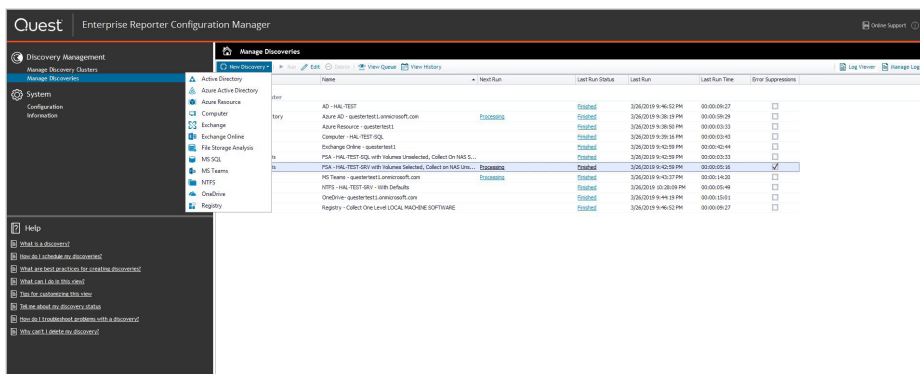 Quest Enterprise Reporter Configuration Manager
Online Support
Discovery Management
Manage Discovery Clusters
Manage Discoveries
System
Configuration
Information
Manage Discoveries
New Discovery Run Edit Delete View Queue View History Log Viewer Manage Log
Name Next Run Last Run Status Last Run Last Run Time Error Suppressions
Active Directory
Azure Active Directory
Azure Resource
Computer
Exchange
Exchange Online
File Storage Analysis
MS SQL
MS Teams
NTFS
OneDrive
Registry
AD - HAL-TEST Finished 3/26/2019 9:46:52 PM 00:00:09:27
tory Azure AD - questertest1.onmicrosoft.com Processing Finished 3/26/2019 9:38:19 PM 00:00:59:29
Azure Resource - questertest1 Finished 3/26/2019 9:38:50 PM 00:00:03:33
Computer - HAL-TEST-SQL Finished 3/26/2019 9:39:16 PM 00:00:03:43
Exchange Online - questertest1 Finished 3/26/2019 9:42:59 PM 00:00:42:44
FSA - HAL-TEST-SQL with Volumes Unselected, Collect On NAS S... Finished 3/26/2019 9:42:59 PM 00:00:03:33
FSA - HAL-TEST-SRV with Volumes Selected, Collect on NAS Uns... Processing Finished 3/26/2019 9:42:59 PM 00:00:05:16
MS Teams - questertest1.onmicrosoft.com Processing Finished 3/26/2019 9:43:37 PM 00:00:14:20
NTFS - HAL-TEST-SRV - With Defaults Finished 3/26/2019 10:28:09 PM 00:00:05:49
OneDrive- questertest1.onmicrosoft.com Finished 3/26/2019 9:44:19 PM 00:00:15:01
Registry - Collect One Level LOCAL MACHINE SOFTWARE Finished 3/26/2019 9:46:52 PM 00:00:09:27
Help
What is a discovery?
How do I schedule my discoveries?
What are best practices for creating discoveries?
What can I do in this view?
Tips for customizing this view
Tell me about my discovery status
How do I troubleshoot problems with a discovery?
Why can't I delete my discovery?